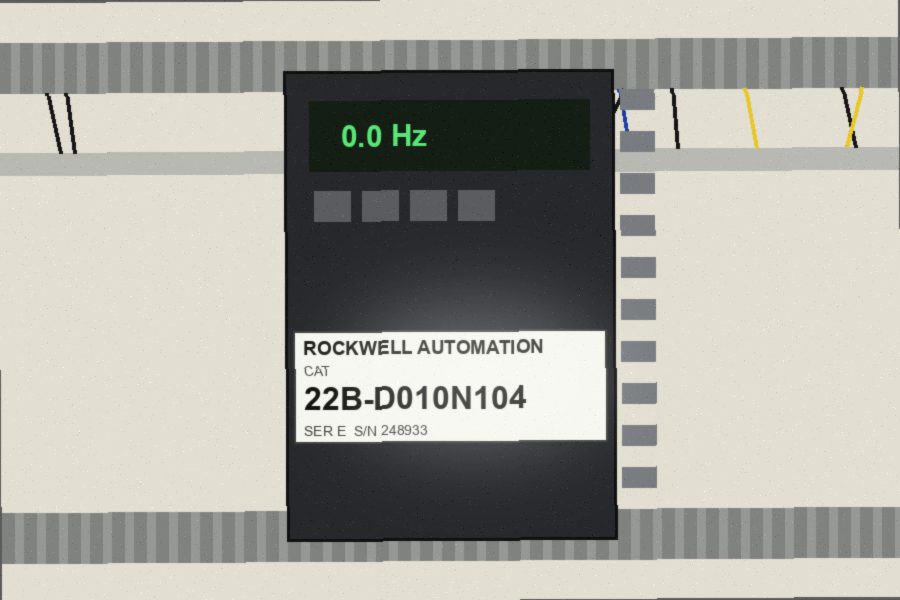 0.0 Hz
ROCKWELL AUTOMATION
CAT
22B-D010N104
SER E S/N 248933